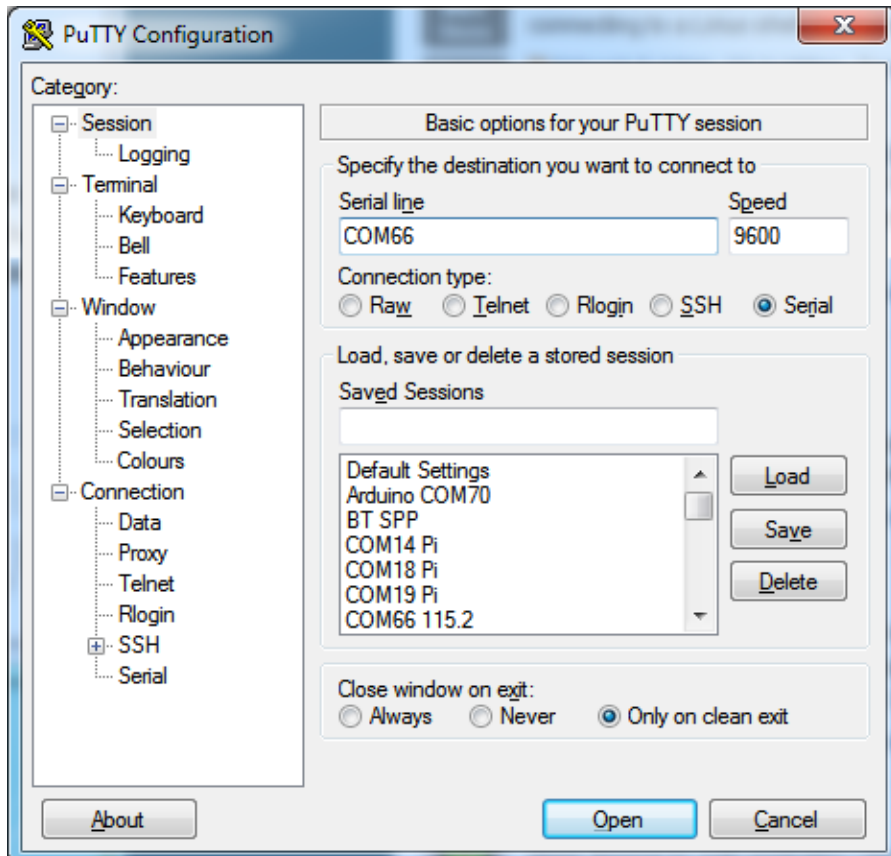 PuTTY Configuration
Category:
Session
Logging
Terminal
Keyboard
Bell
Features
Window
Appearance
Behaviour
Translation
Selection
Colours
Connection
Data
Proxy
Telnet
Rlogin
SSH
Serial
Basic options for your PuTTY session
Specify the destination you want to connect to
Serial line Speed
COM66 9600
Connection type:
Raw Telnet Rlogin SSH Serial
Load, save or delete a stored session
Saved Sessions
Default Settings
Arduino COM70
BT SPP
COM14 Pi
COM18 Pi
COM19 Pi
COM66 115.2
Load
Save
Delete
Close window on exit:
Always Never Only on clean exit
About Open Cancel